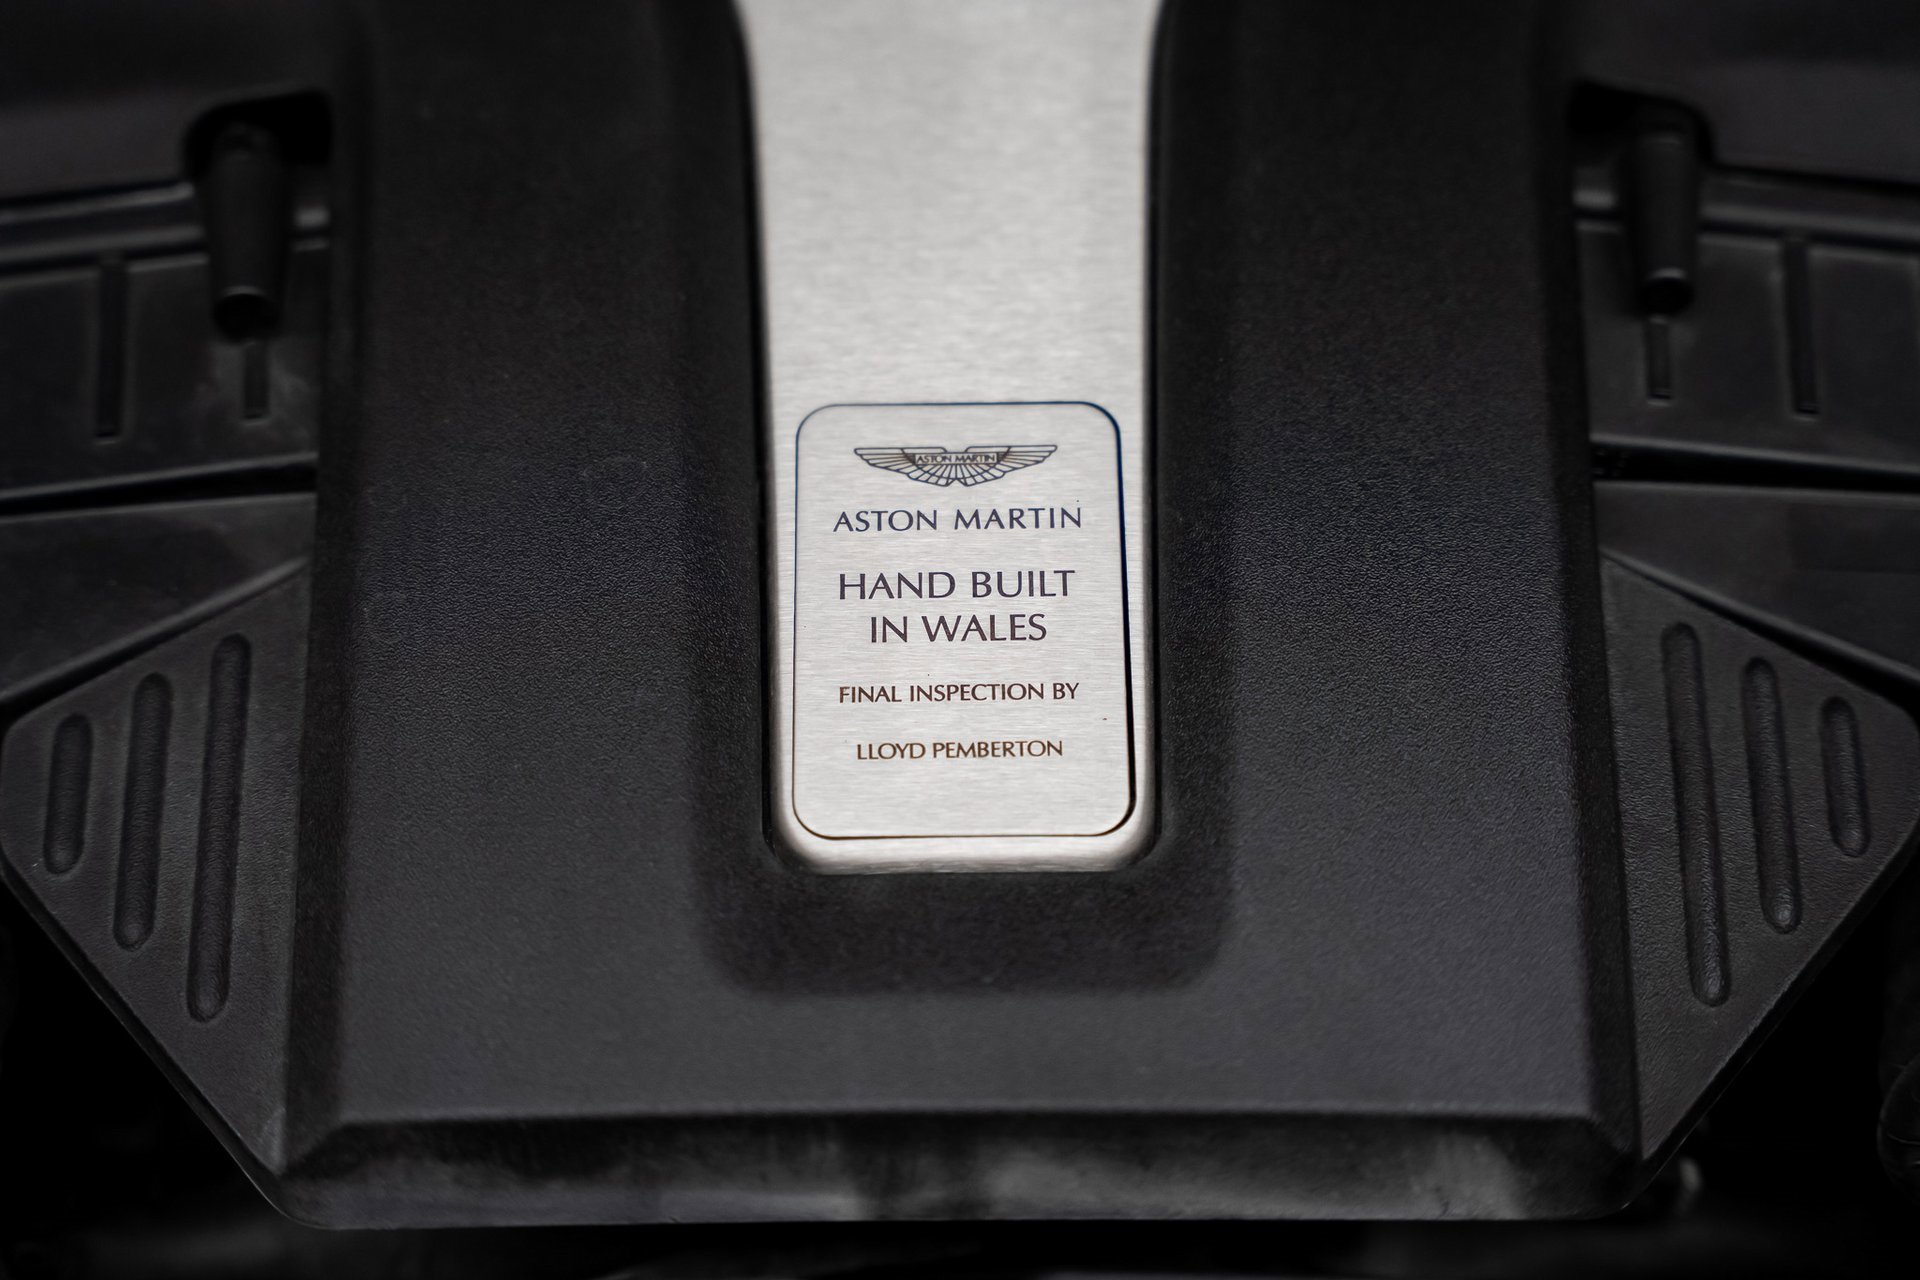 ASTON MARTIN
ASTON MARTIN
HAND BUILT
IN WALES
FINAL INSPECTION BY
LLOYD PEMBERTON